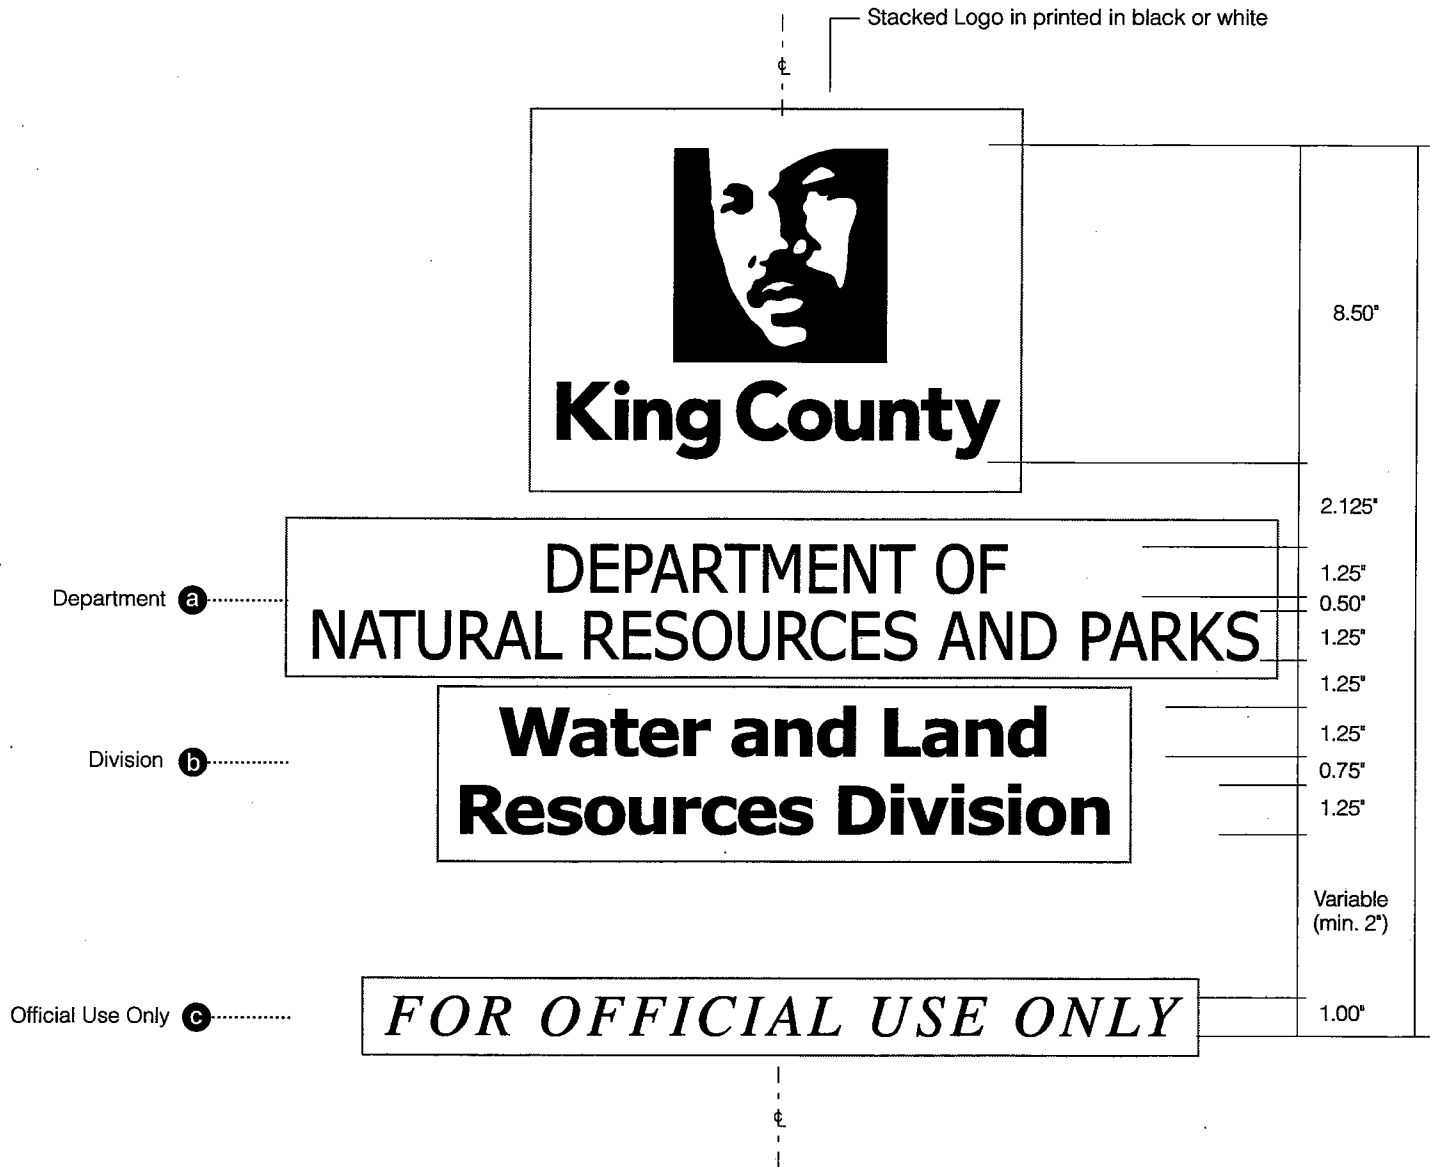 Stacked Logo in printed in black or white
℄
King County
8.50"
2.125"
DEPARTMENT OF
NATURAL RESOURCES AND PARKS
Department a
1.25"
0.50"
1.25"
1.25"
Water and Land
Resources Division
Division b
1.25"
0.75"
1.25"
Variable
(min. 2")
Official Use Only c
FOR OFFICIAL USE ONLY
1.00"
℄